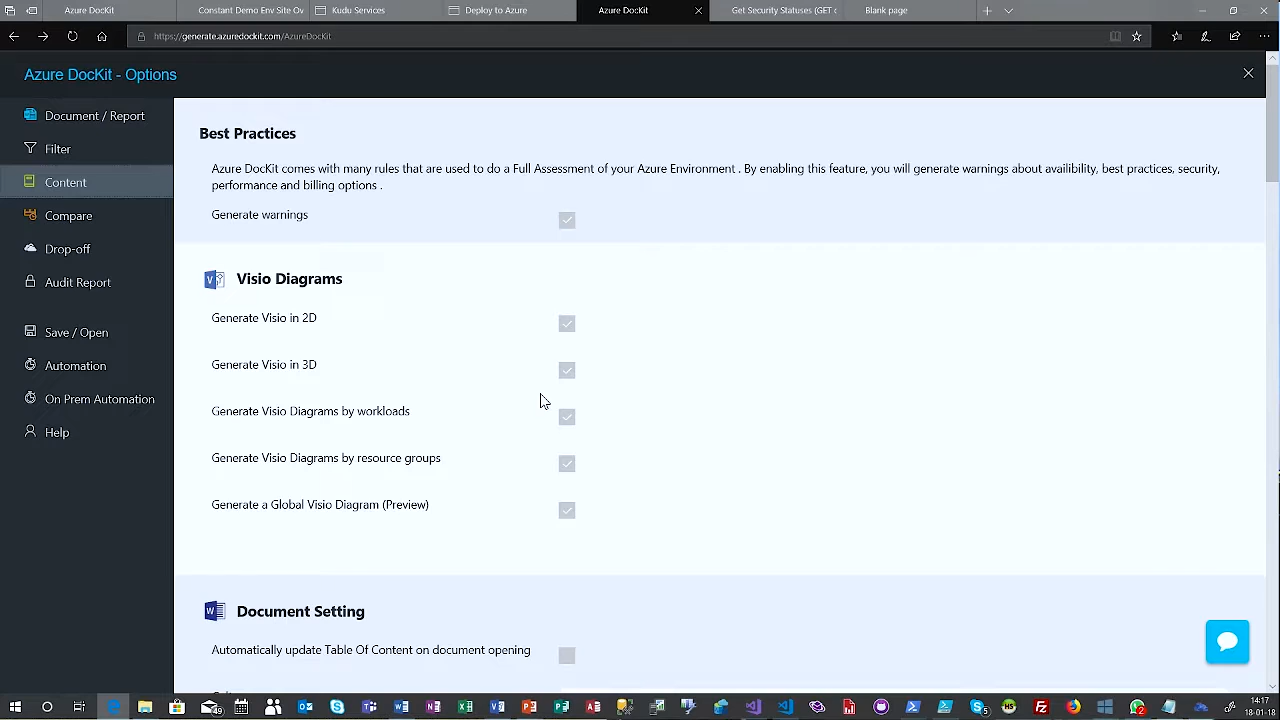 Azure DocKit
Constant Demo Env Site Ov
Kudu Services
Deploy to Azure
Azure DocKit
Get Security Statuses (GET c
Blank page
https://generate.azuredockit.com/AzureDocKit
Azure DocKit - Options
Document / Report
Filter
Content
Compare
Drop-off
Audit Report
Save / Open
Automation
On Prem Automation
Help
Best Practices
Azure DocKit comes with many rules that are used to do a Full Assessment of your Azure Environment . By enabling this feature, you will generate warnings about availibility, best practices, security,
performance and billing options .
Generate warnings
Visio Diagrams
Generate Visio in 2D
Generate Visio in 3D
Generate Visio Diagrams by workloads
Generate Visio Diagrams by resource groups
Generate a Global Visio Diagram (Preview)
Document Setting
Automatically update Table Of Content on document opening
14:17
18-01-18